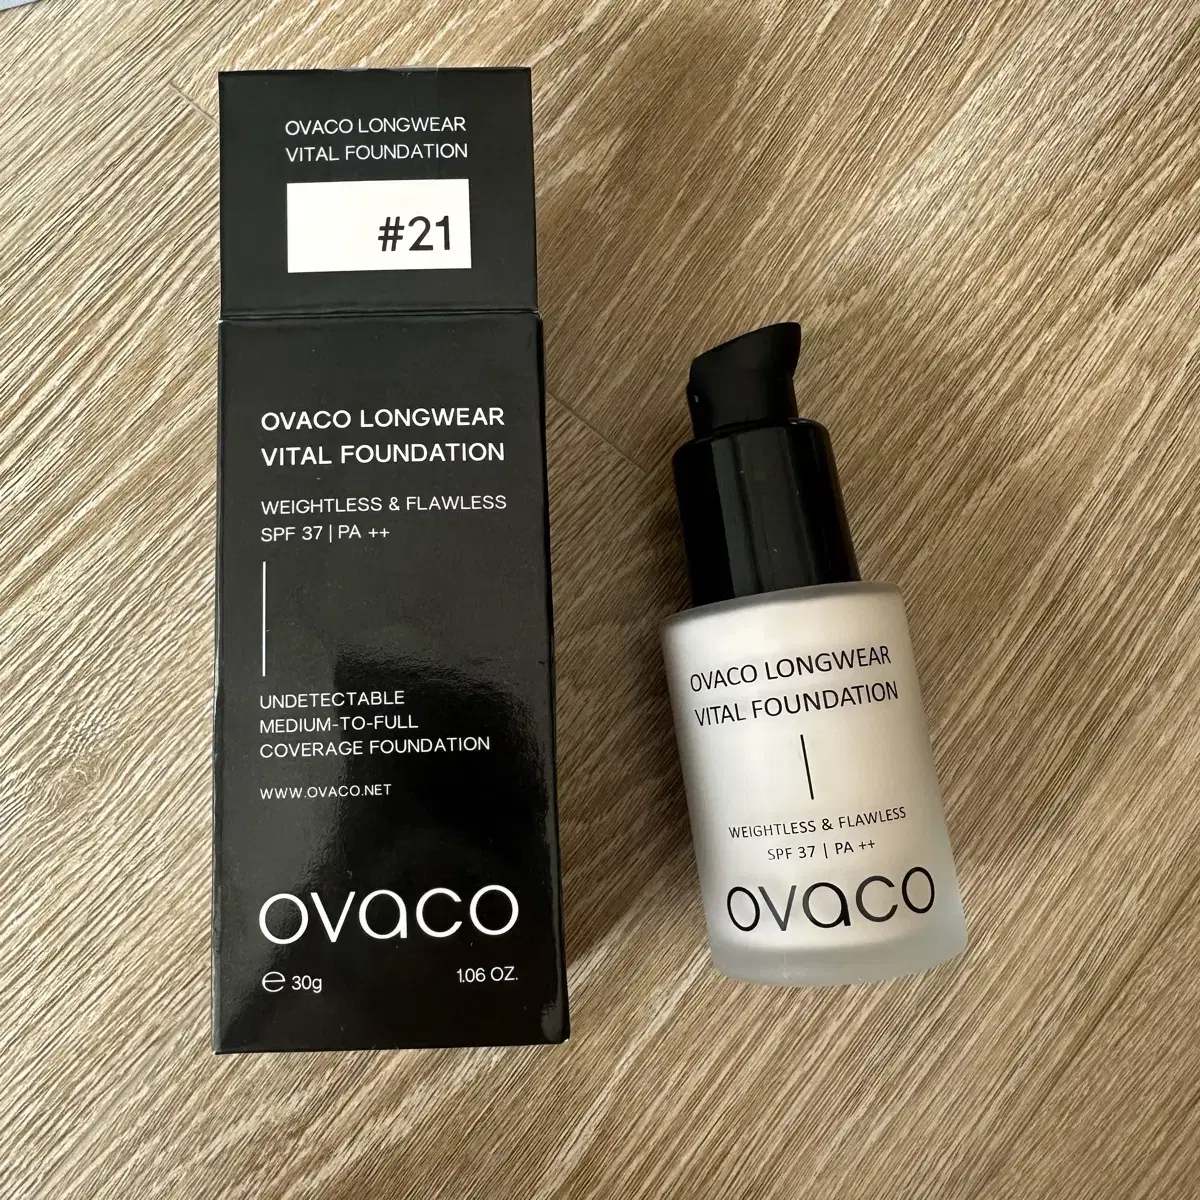 OVACO LONGWEAR
VITAL FOUNDATION
#21
OVACO LONGWEAR
VITAL FOUNDATION
WEIGHTLESS & FLAWLESS
SPF 37 | PA ++
UNDETECTABLE
MEDIUM-TO-FULL
COVERAGE FOUNDATION
WWW.OVACO.NET
ovaco
℮ 30g 1.06 OZ.
OVACO LONGWEAR
VITAL FOUNDATION
WEIGHTLESS & FLAWLESS
SPF 37 | PA ++
ovaco